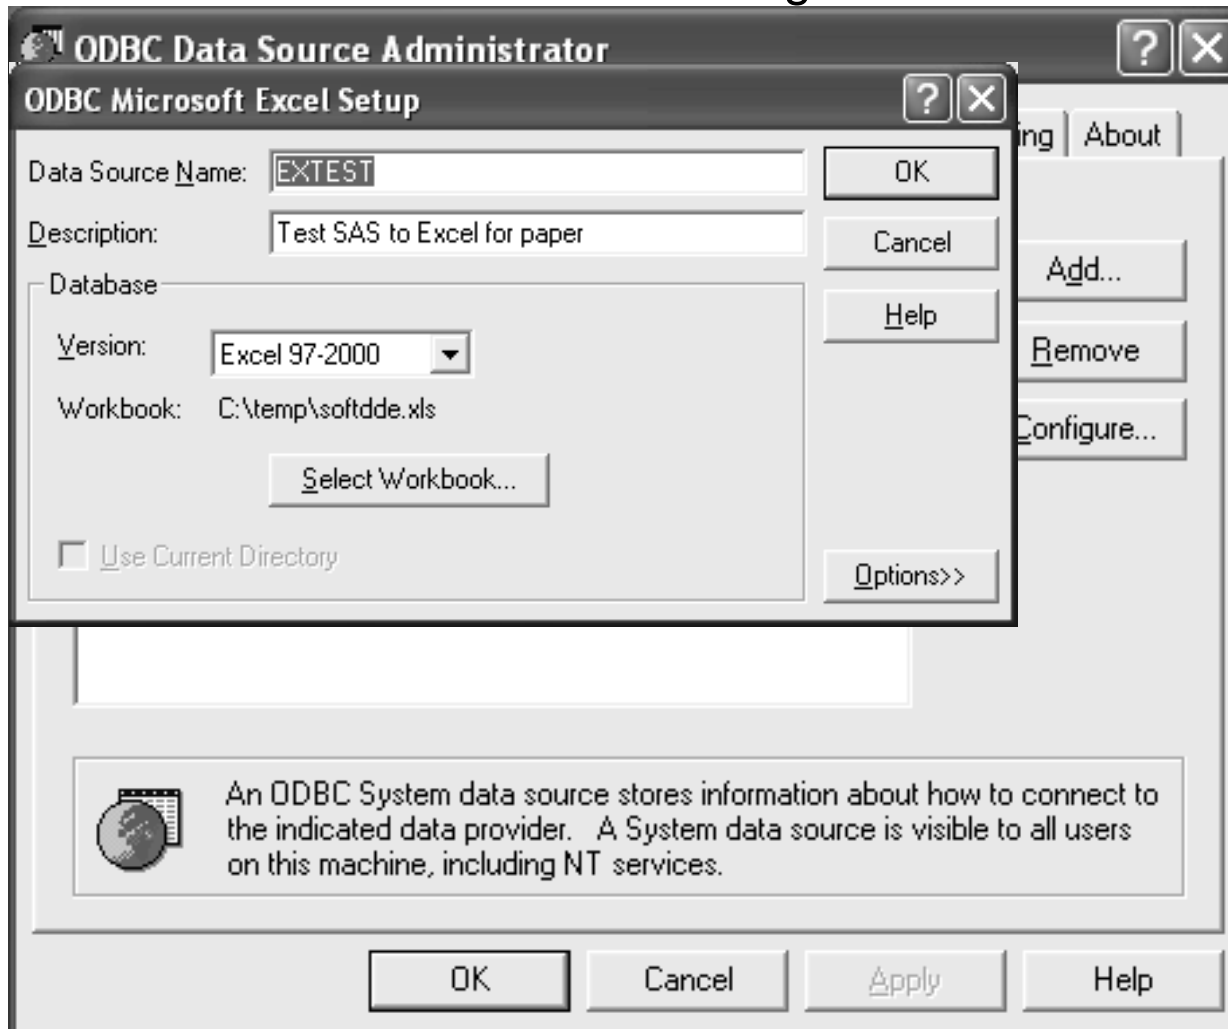 ODBC Data Source Administrator
ODBC Microsoft Excel Setup
About
Data Source Name: EXTEST
OK
Description: Test SAS to Excel for paper
Cancel
Add...
Database
Help
Version: Excel 97-2000
Remove
Workbook: C:\temp\softdde.xls
Configure...
Select Workbook...
Use Current Directory
Options>>
An ODBC System data source stores information about how to connect to
the indicated data provider. A System data source is visible to all users
on this machine, including NT services.
OK Cancel Apply Help